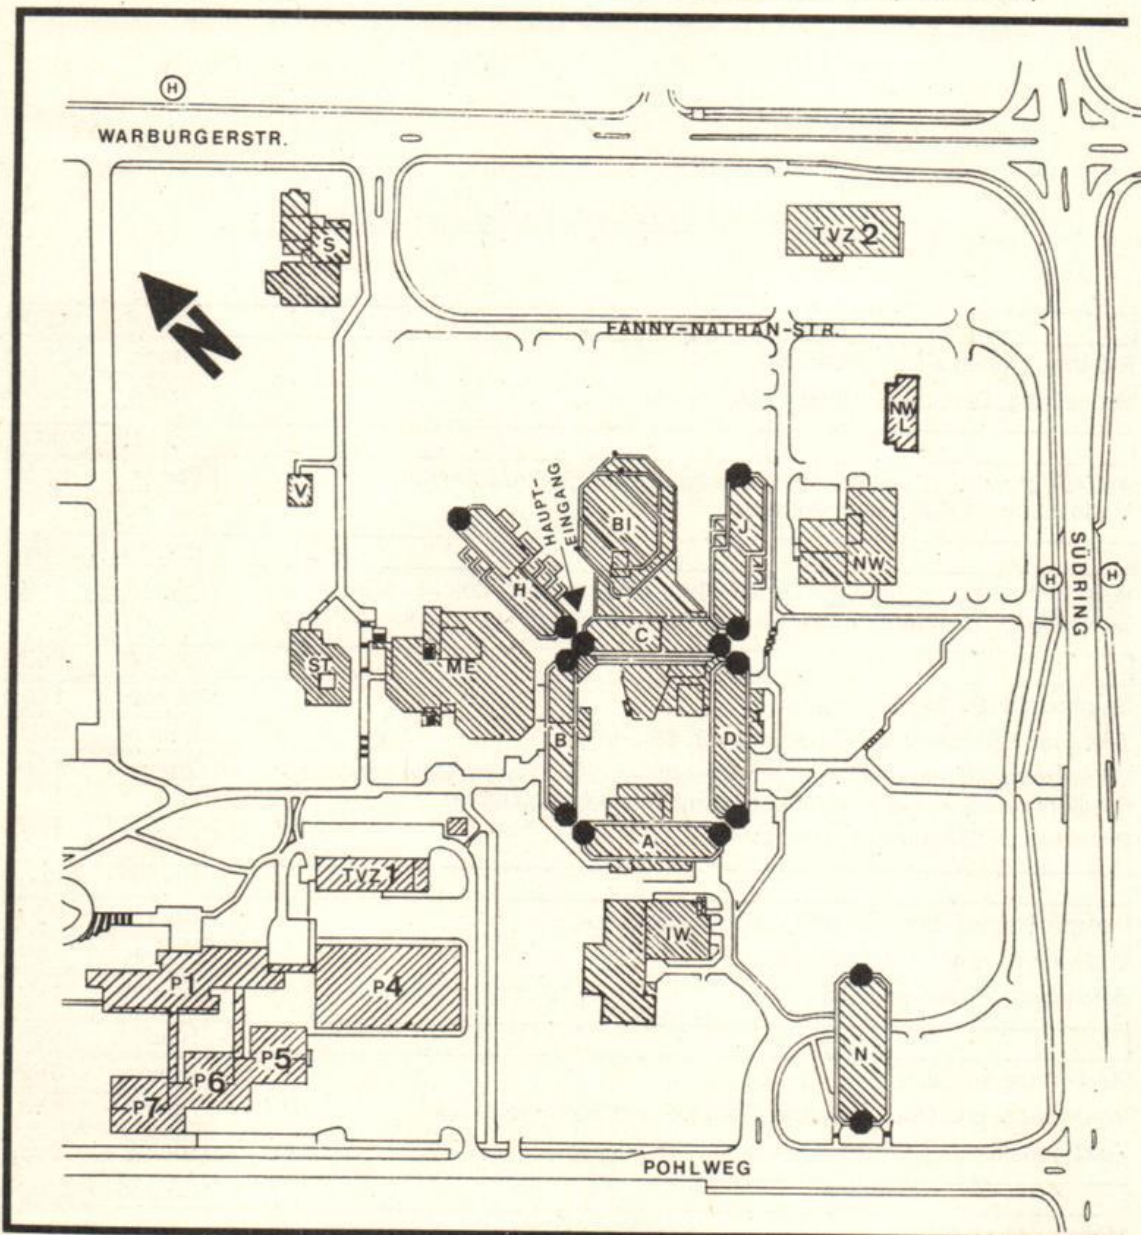 H
WARBURGERSTR.
S
TVZ 2
N
FANNY-NATHAN-STR.
NW
L
V
HAUPT-
EINGANG
BI
J
NW
SÜDRING
H
H
H
C
ST
ME
B
D
A
TVZ 1
IW
P1
P4
N
P5
P6
P7
POHLWEG
SÜDRING